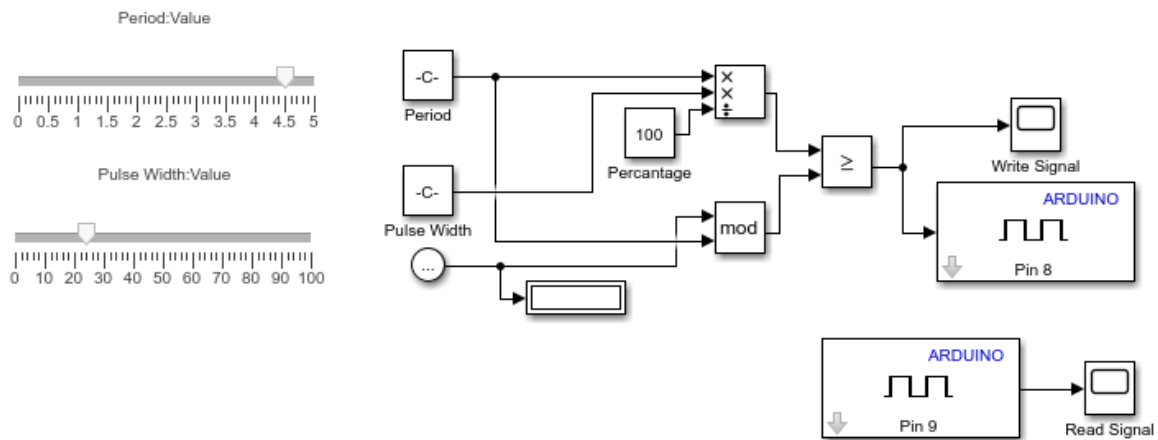 Period:Value
0 0.5 1 1.5 2 2.5 3 3.5 4 4.5 5
Pulse Width:Value
0 10 20 30 40 50 60 70 80 90 100
-C-
Period
-C-
Pulse Width
...
×
×
÷
100
Percantage
mod
≥
Write Signal
ARDUINO
Pin 8
ARDUINO
Pin 9
Read Signal